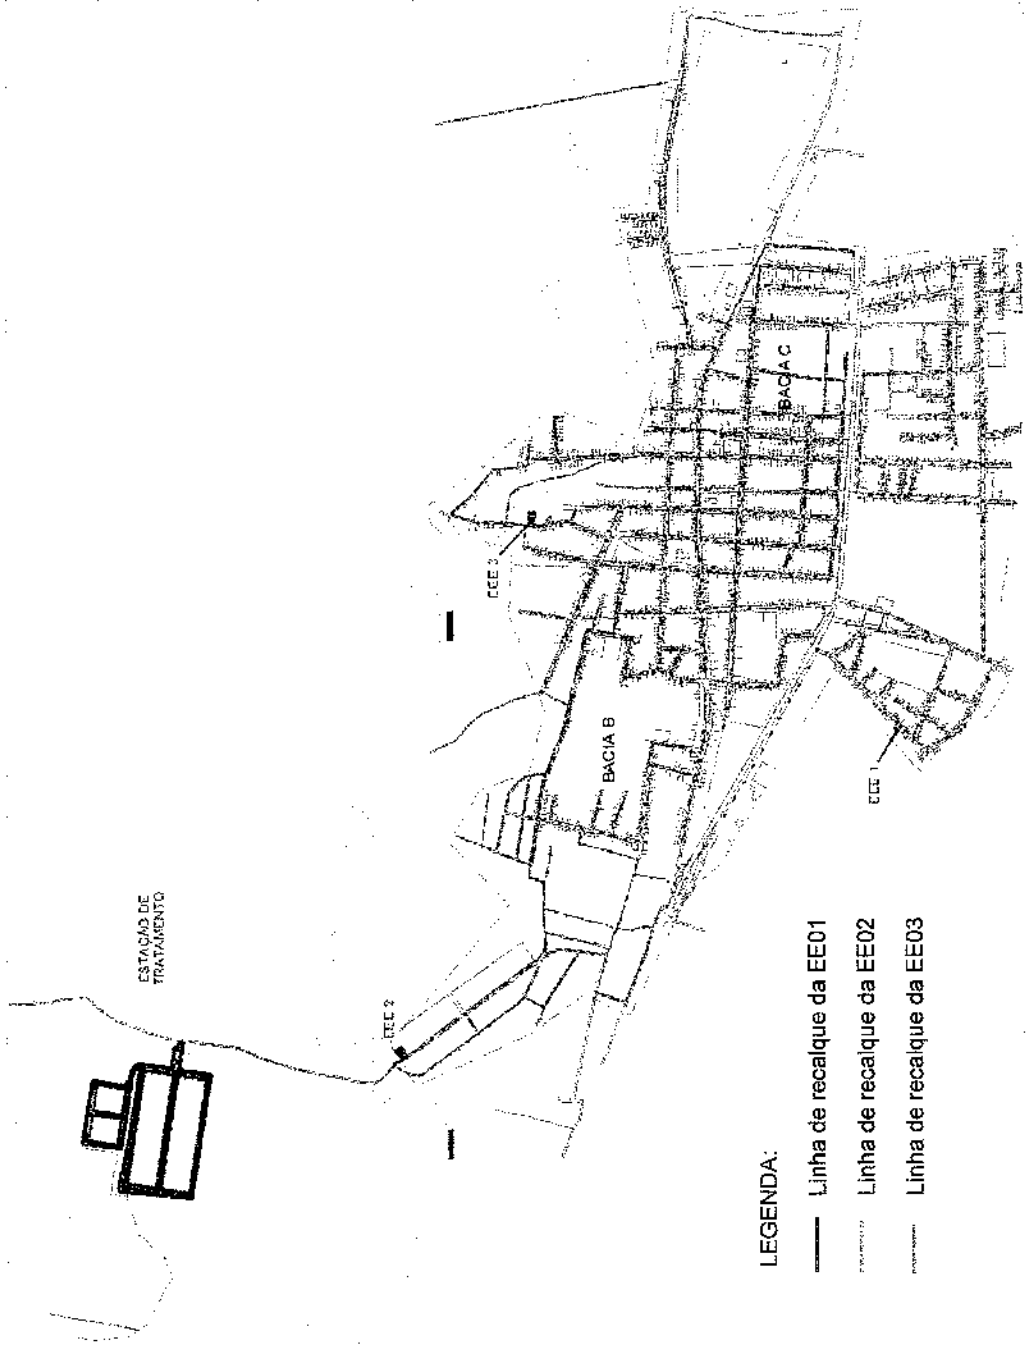 ESTAÇÃO DE
TRATAMENTO
EEE 2
EEE 3
BACIA B
BACIA C
EEE 1
LEGENDA:
Linha de recalque da EE01
Linha de recalque da EE02
Linha de recalque da EE03